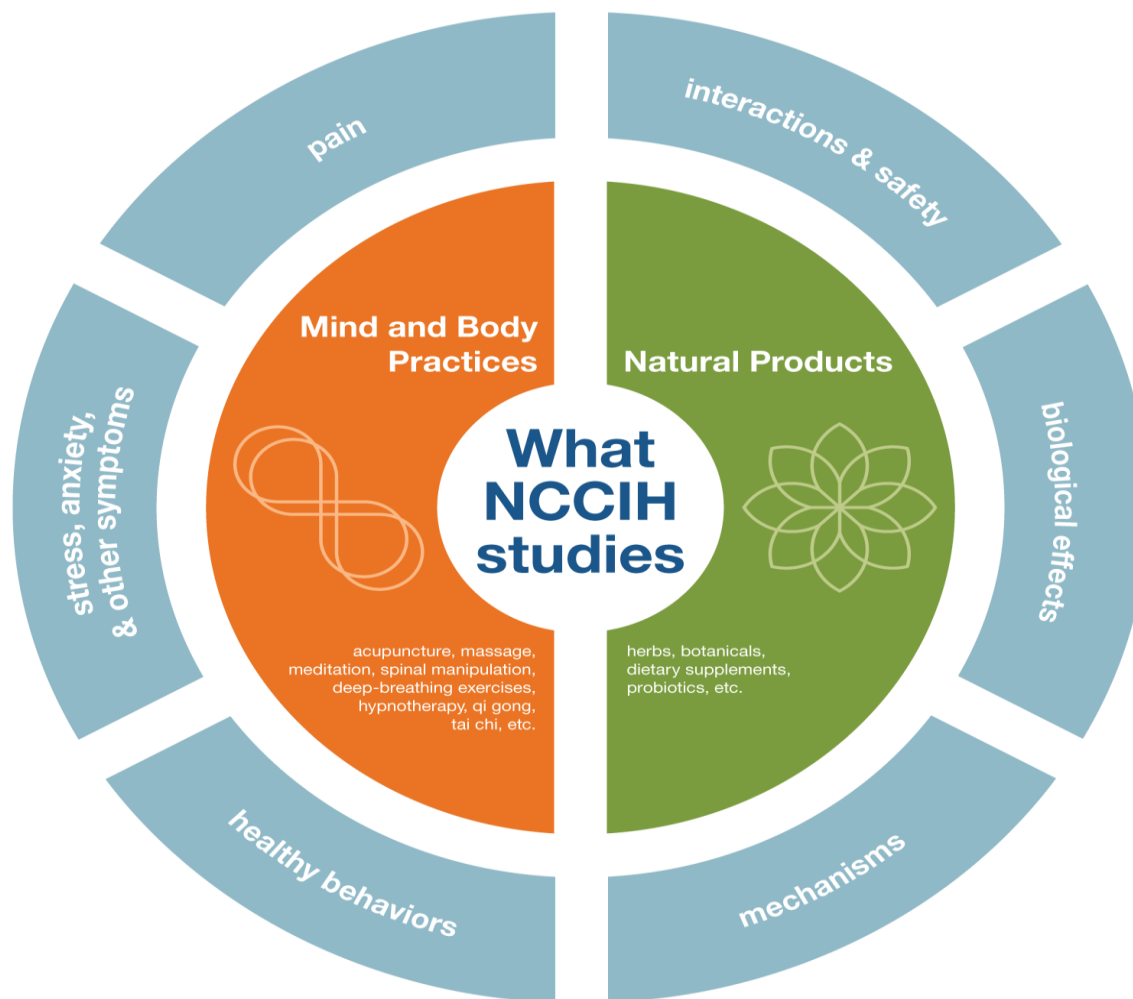 What
NCCIH
studies
Mind and Body
Practices
acupuncture, massage,
meditation, spinal manipulation,
deep-breathing exercises,
hypnotherapy, qi gong,
tai chi, etc.
Natural Products
herbs, botanicals,
dietary supplements,
probiotics, etc.
pain
interactions & safety
biological effects
mechanisms
healthy behaviors
stress, anxiety,
& other symptoms